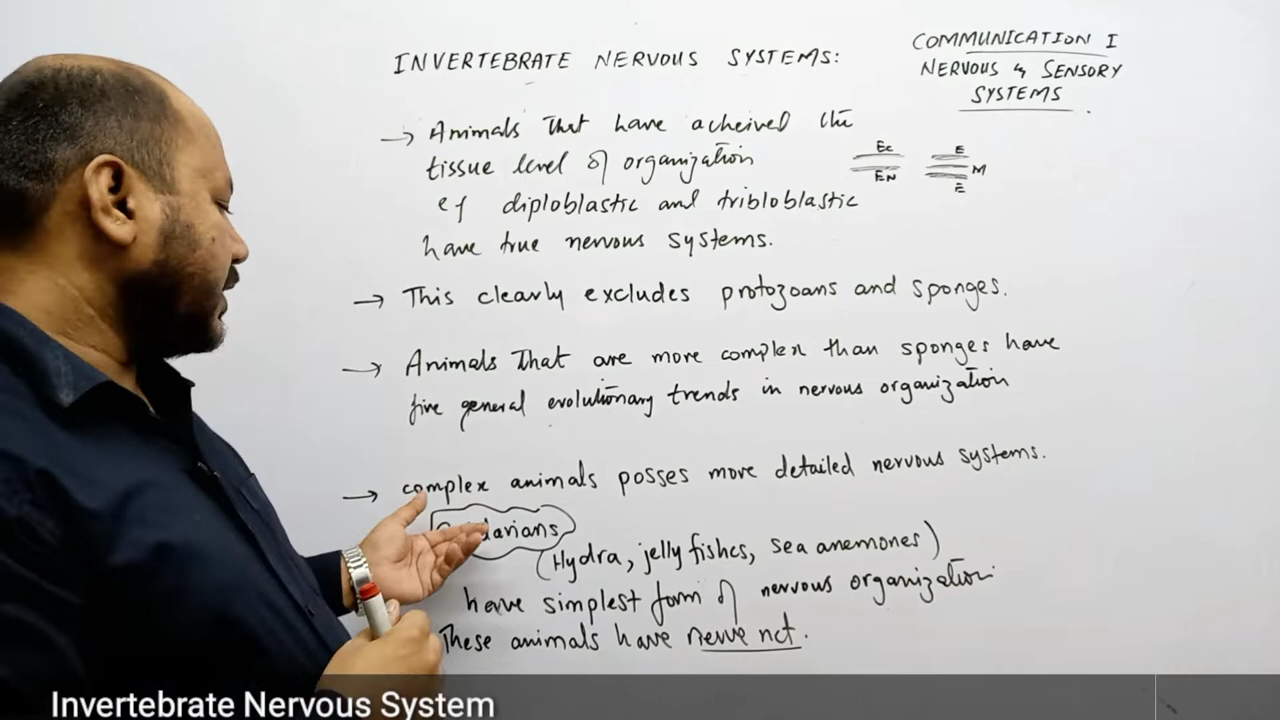 INVERTEBRATE NERVOUS SYSTEMS:
COMMUNICATION I
NERVOUS & SENSORY
SYSTEMS
→ Animals that have acheived the
tissue level of organization
ef diploblastic and tribloblastic
have true nervous systems.
Ec
EN
E
M
E
→ This clearly excludes protozoans and sponges.
→ Animals that are more complex than sponges have
five general evolutionary trends in nervous organization
→ complex animals posses more detailed nervous systems.
(Hydra, jelly fishes, sea anemones)
have simplest form of nervous organization
These animals have nerve net.
Invertebrate Nervous System